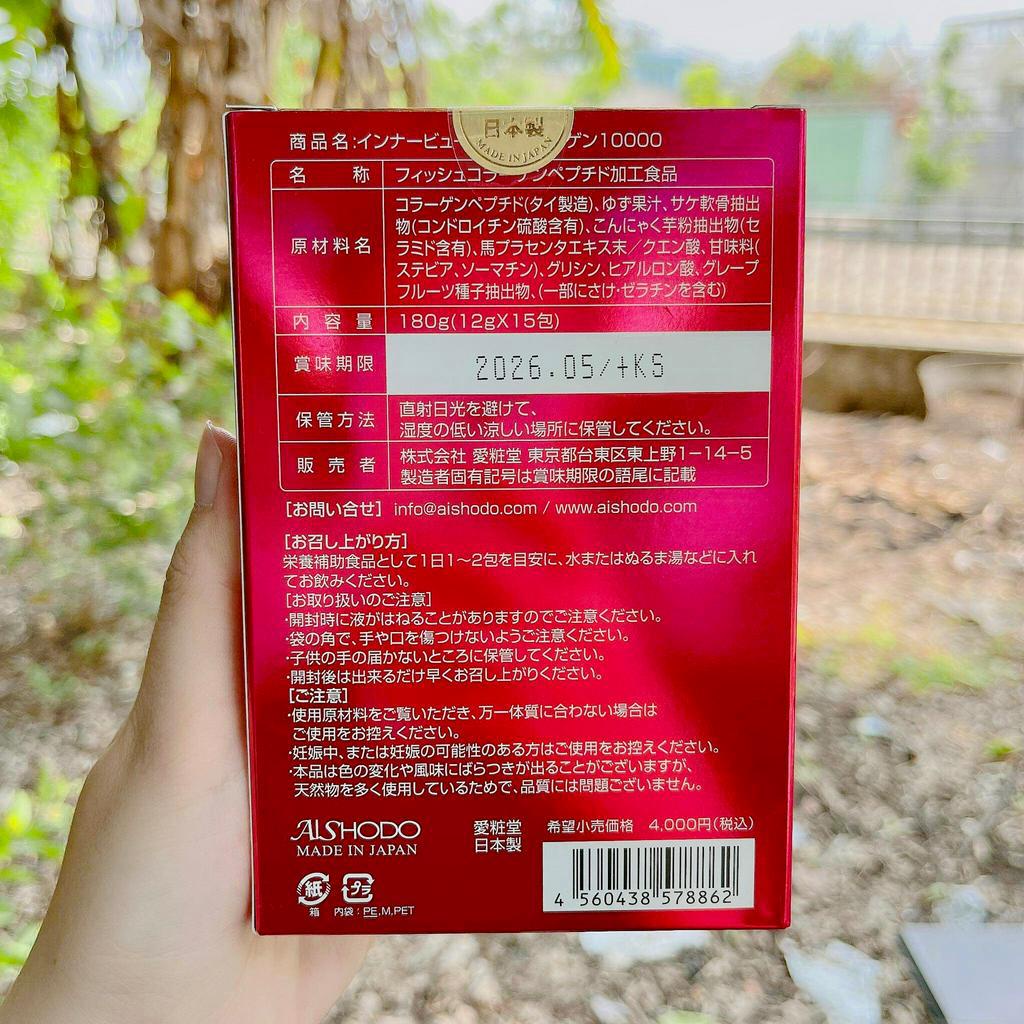 商品名:インナービュー ゲン10000
日本製
MADE IN JAPAN
名称 フィッシュコラーゲンペプチド加工食品
原材料名 コラーゲンペプチド(タイ製造)、ゆず果汁、サケ軟骨抽出
物(コンドロイチン硫酸含有)、こんにゃく芋粉抽出物(セ
ラミド含有)、馬プラセンタエキス末／クエン酸、甘味料(
ステビア、ソーマチン)、グリシン、ヒアルロン酸、グレープ
フルーツ種子抽出物、(一部にさけ・ゼラチンを含む)
内容量 180g(12gX15包)
賞味期限 2026.05/+KS
保管方法 直射日光を避けて、
湿度の低い涼しい場所に保管してください。
販売者 株式会社 愛粧堂 東京都台東区東上野1-14-5
製造者固有記号は賞味期限の語尾に記載
[お問い合せ] info@aishodo.com / www.aishodo.com
[お召し上がり方]
栄養補助食品として1日1〜2包を目安に、水またはぬるま湯などに入れ
てお飲みください。
[お取り扱いのご注意]
・開封時に液がはねることがありますのでご注意ください。
・袋の角で、手や口を傷つけないようご注意ください。
・子供の手の届かないところに保管してください。
・開封後は出来るだけ早くお召し上がりください。
[ご注意]
・使用原材料をご覧いただき、万一体質に合わない場合は
ご使用をお控えください。
・妊娠中、または妊娠の可能性のある方はご使用をお控えください。
・本品は色の変化や風味にばらつきが出ることがございますが、
天然物を多く使用しているためで、品質には問題ございません。
AISHODO
MADE IN JAPAN
愛粧堂
日本製
希望小売価格 4,000円(税込)
4 560438 578862
紙
箱
プラ
内袋:PE,M,PET